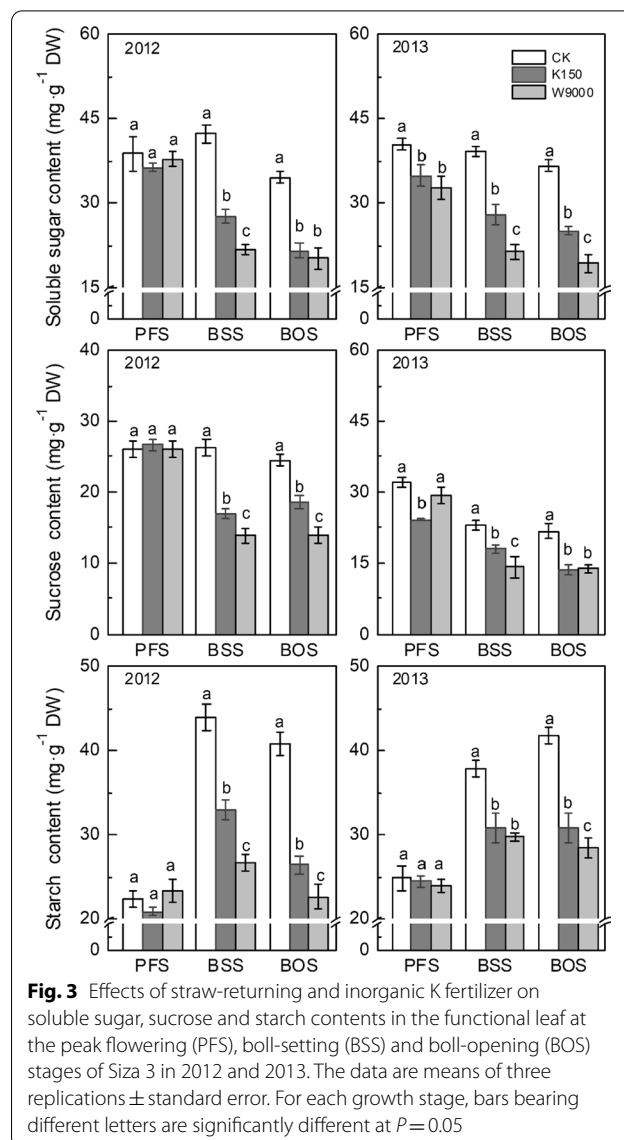 2012
2013
CK
K150
W9000
Soluble sugar content (mg·g-1 DW)
60
45
30
15
0
a a a
a b c
a b b
PFS BSS BOS
60
45
30
15
0
a b b
a b c
a b c
PFS BSS BOS
2012
2013
Sucrose content (mg·g-1 DW)
40
30
20
10
0
a a a
a b c
a b c
PFS BSS BOS
60
45
30
15
0
a b a
a b c
a b b
PFS BSS BOS
2012
2013
Starch content (mg·g-1 DW)
50
40
30
20
0
a a a
a b c
a b c
PFS BSS BOS
50
40
30
20
0
a a a
a b b
a b c
PFS BSS BOS
Fig. 3 Effects of straw-returning and inorganic K fertilizer on
soluble sugar, sucrose and starch contents in the functional leaf at
the peak flowering (PFS), boll-setting (BSS) and boll-opening (BOS)
stages of Siza 3 in 2012 and 2013. The data are means of three
replications ± standard error. For each growth stage, bars bearing
different letters are significantly different at P = 0.05